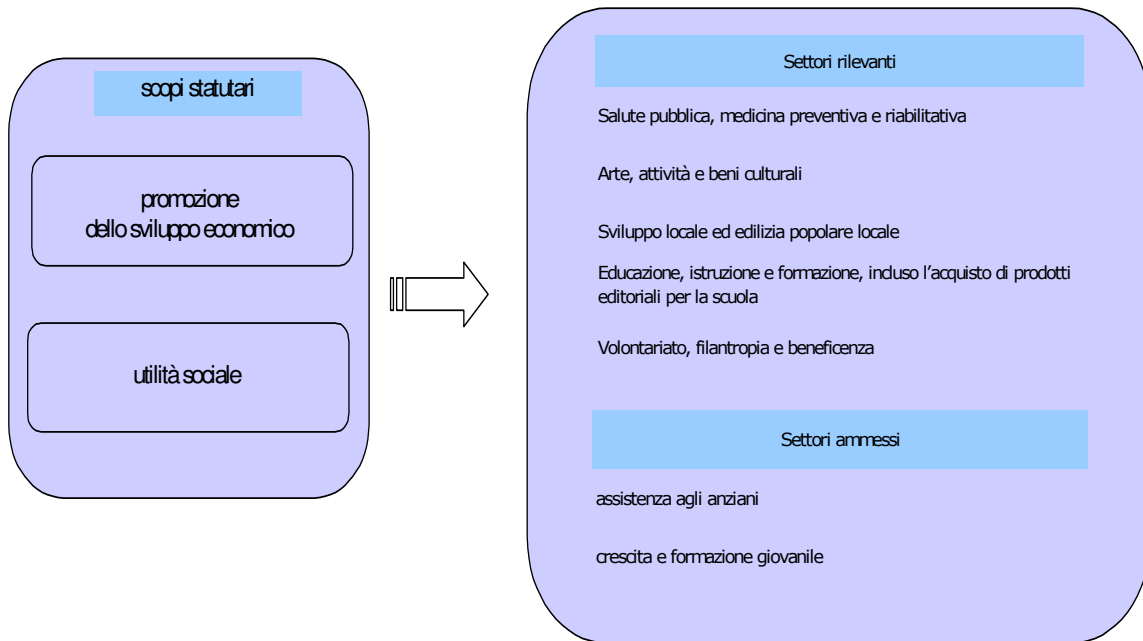 scopi statutari
promozione
dello sviluppo economico
utilità sociale
Settori rilevanti
Salute pubblica, medicina preventiva e riabilitativa
Arte, attività e beni culturali
Sviluppo locale ed edilizia popolare locale
Educazione, istruzione e formazione, incluso l’acquisto di prodotti
editoriali per la scuola
Volontariato, filantropia e beneficenza
Settori ammessi
assistenza agli anziani
crescita e formazione giovanile